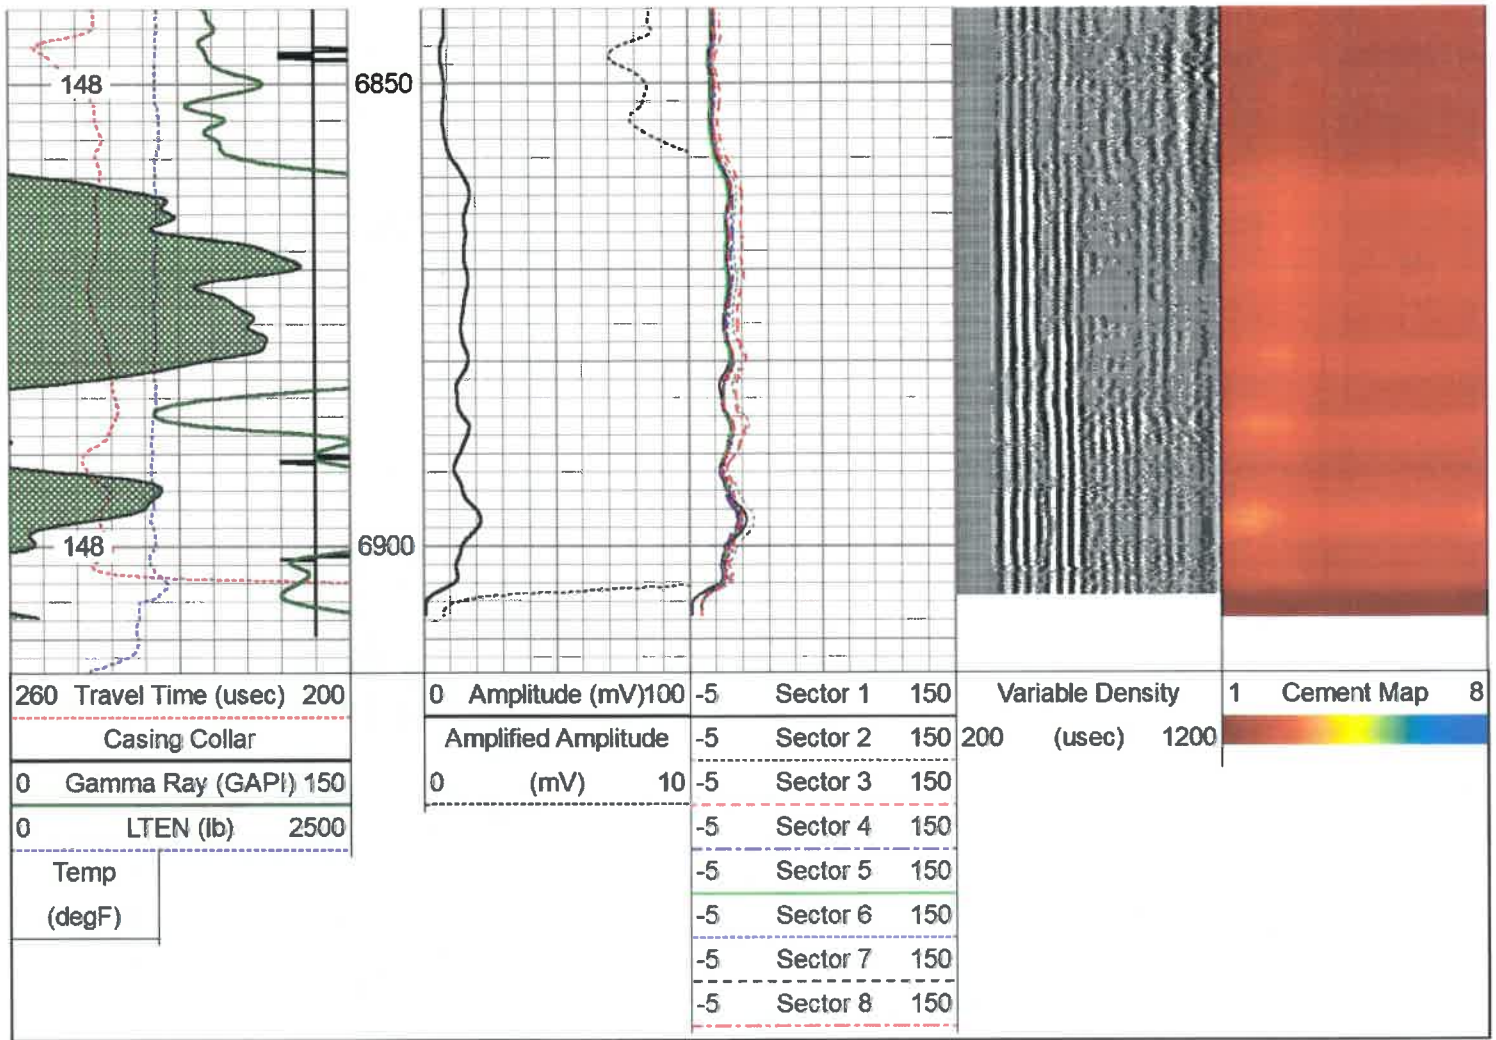 148
6850
148
6900
260 Travel Time (usec) 200
Casing Collar
0 Gamma Ray (GAPI) 150
0 LTEN (lb) 2500
Temp
(degF)
0 Amplitude (mV) 100
Amplified Amplitude
0 (mV) 10
-5 Sector 1 150
-5 Sector 2 150
-5 Sector 3 150
-5 Sector 4 150
-5 Sector 5 150
-5 Sector 6 150
-5 Sector 7 150
-5 Sector 8 150
Variable Density
200 (usec) 1200
1 Cement Map 8